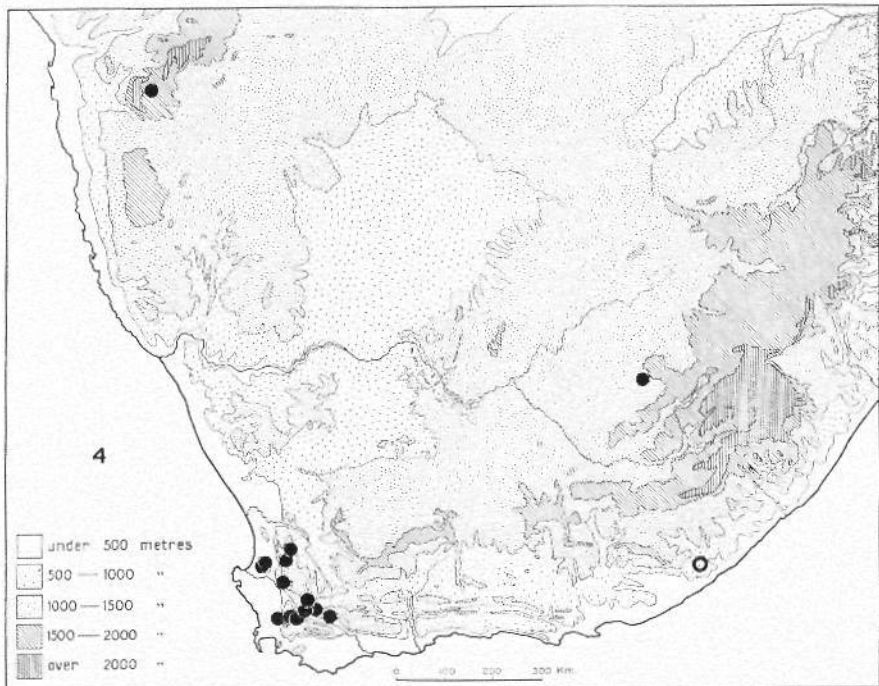 4
under 500 metres
500 — 1000 "
1000 — 1500 "
1500 — 2000 "
over 2000 "
0 100 200 300 Km.